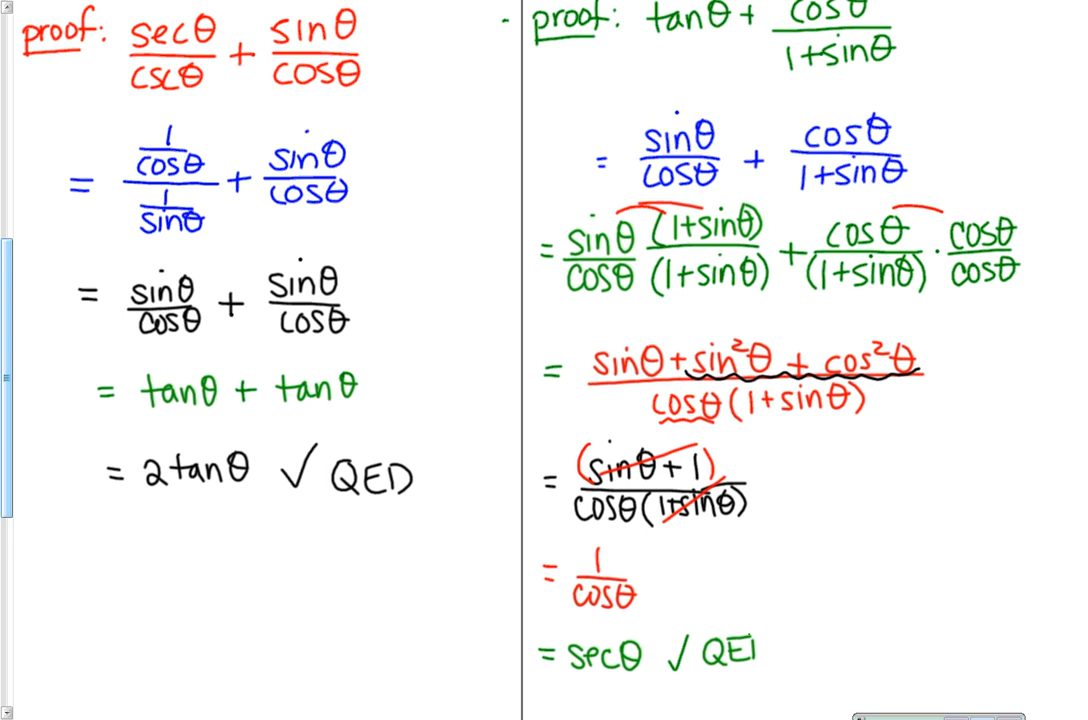 proof: secθ/cscθ + sinθ/cosθ
= (1/cosθ)/(1/sinθ) + sinθ/cosθ
= sinθ/cosθ + sinθ/cosθ
= tanθ + tanθ
= 2tanθ ✓ QED
proof: tanθ + cosθ/(1+sinθ)
= sinθ/cosθ + cosθ/(1+sinθ)
= sinθ/cosθ (1+sinθ)/(1+sinθ) + cosθ/(1+sinθ) · cosθ/cosθ
= (sinθ + sin²θ + cos²θ)/(cosθ(1+sinθ))
= (sinθ + 1)/(cosθ(1+sinθ))
= 1/cosθ
= secθ ✓ QEI